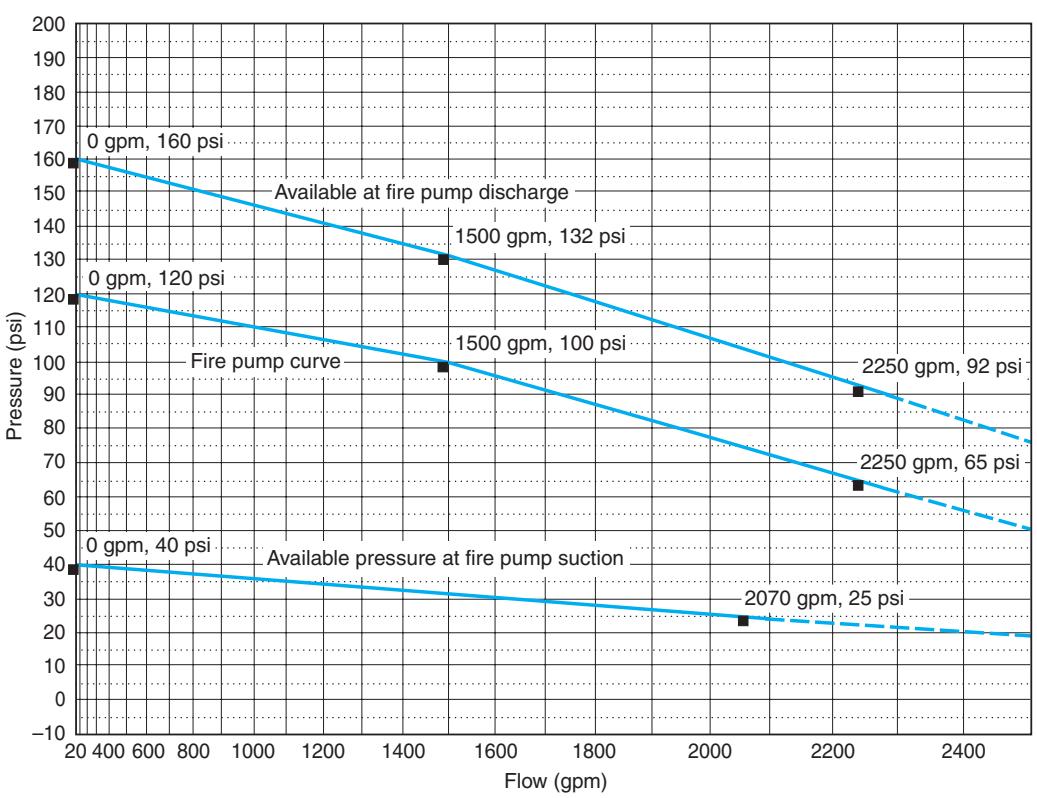 200
190
180
170
0 gpm, 160 psi
160
150
Available at fire pump discharge
140
1500 gpm, 132 psi
130
0 gpm, 120 psi
120
110
1500 gpm, 100 psi
Fire pump curve
100
2250 gpm, 92 psi
90
80
70
2250 gpm, 65 psi
60
50
0 gpm, 40 psi
Available pressure at fire pump suction
40
30
2070 gpm, 25 psi
20
10
0
–10
Pressure (psi)
20 400 600 800 1000 1200 1400 1600 1800 2000 2200 2400
Flow (gpm)